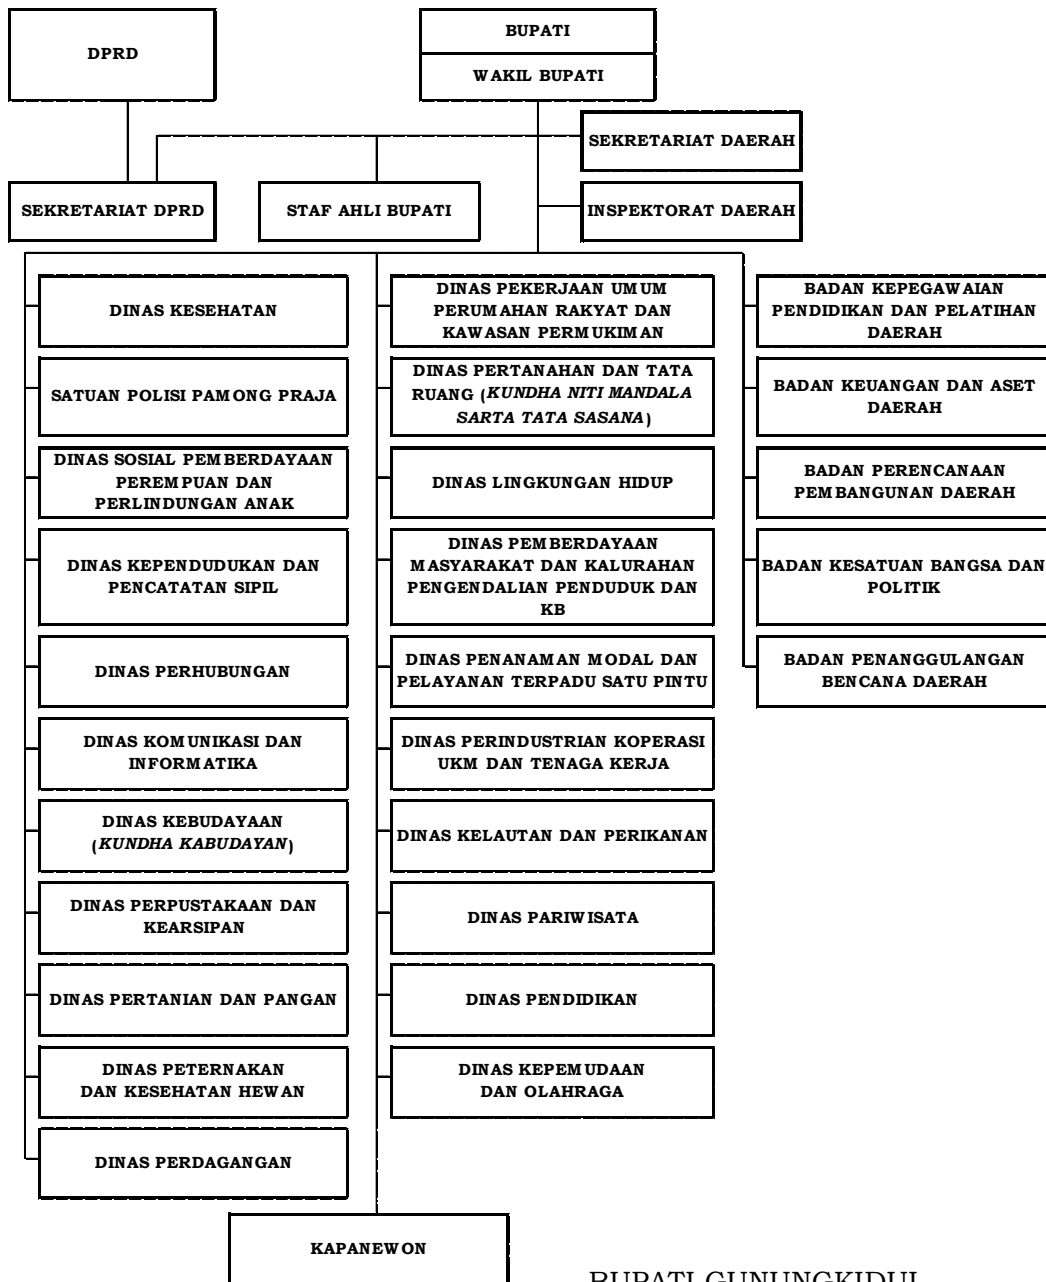 DPRD
BUPATI
WAKIL BUPATI
SEKRETARIAT DAERAH
SEKRETARIAT DPRD
STAF AHLI BUPATI
INSPEKTORAT DAERAH
DINAS KESEHATAN
SATUAN POLISI PAMONG PRAJA
DINAS SOSIAL PEMBERDAYAAN
PEREMPUAN DAN
PERLINDUNGAN ANAK
DINAS KEPENDUDUKAN DAN
PENCATATAN SIPIL
DINAS PERHUBUNGAN
DINAS KOMUNIKASI DAN
INFORMATIKA
DINAS KEBUDAYAAN
(KUNDHA KABUDAYAN)
DINAS PERPUSTAKAAN DAN
KEARSIPAN
DINAS PERTANIAN DAN PANGAN
DINAS PETERNAKAN
DAN KESEHATAN HEWAN
DINAS PERDAGANGAN
DINAS PEKERJAAN UMUM
PERUMAHAN RAKYAT DAN
KAWASAN PERMUKIMAN
DINAS PERTANAHAN DAN TATA
RUANG (KUNDHA NITI MANDALA
SARTA TATA SASANA)
DINAS LINGKUNGAN HIDUP
DINAS PEMBERDAYAAN
MASYARAKAT DAN KALURAHAN
PENGENDALIAN PENDUDUK DAN
KB
DINAS PENANAMAN MODAL DAN
PELAYANAN TERPADU SATU PINTU
DINAS PERINDUSTRIAN KOPERASI
UKM DAN TENAGA KERJA
DINAS KELAUTAN DAN PERIKANAN
DINAS PARIWISATA
DINAS PENDIDIKAN
DINAS KEPEMUDAAN
DAN OLAHRAGA
BADAN KEPEGAWAIAN
PENDIDIKAN DAN PELATIHAN
DAERAH
BADAN KEUANGAN DAN ASET
DAERAH
BADAN PERENCANAAN
PEMBANGUNAN DAERAH
BADAN KESATUAN BANGSA DAN
POLITIK
BADAN PENANGGULANGAN
BENCANA DAERAH
KAPANEWON
BUPATI GUNUNGKIDUL